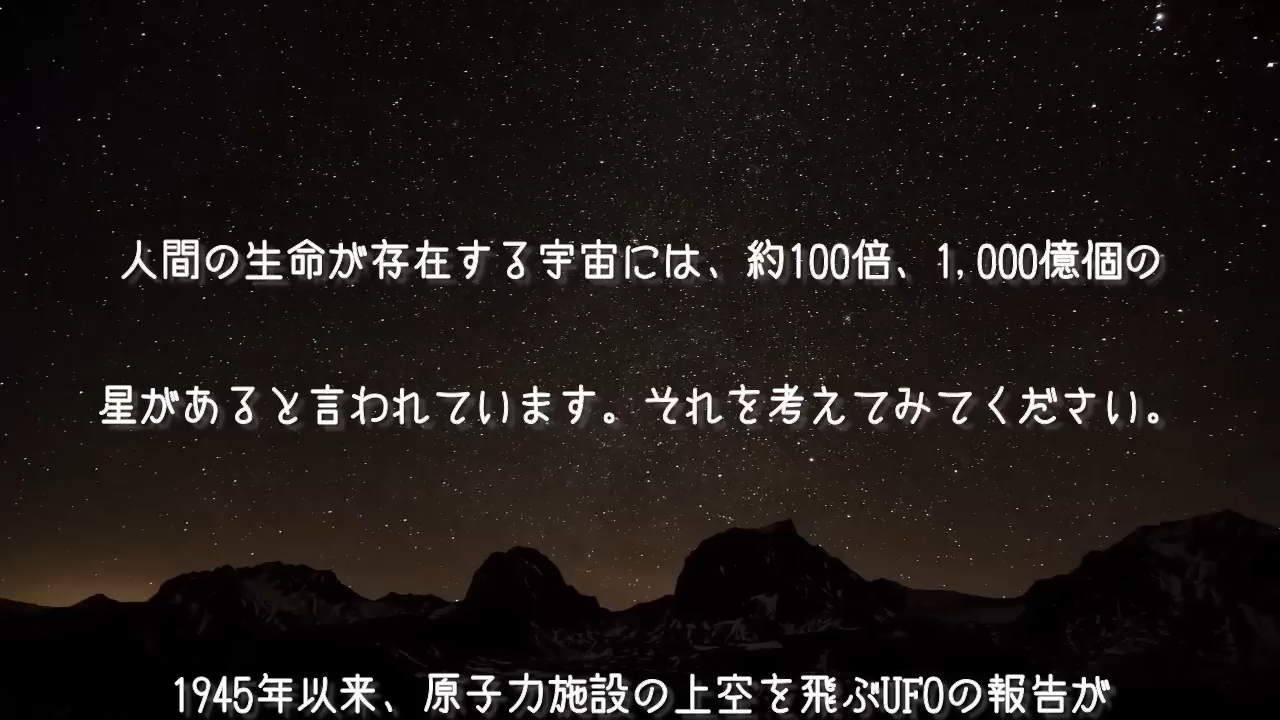 人間の生命が存在する宇宙には、約100倍、1,000億個の
星があると言われています。それを考えてみてください。
1945年以来、原子力施設の上空を飛ぶUFOの報告が